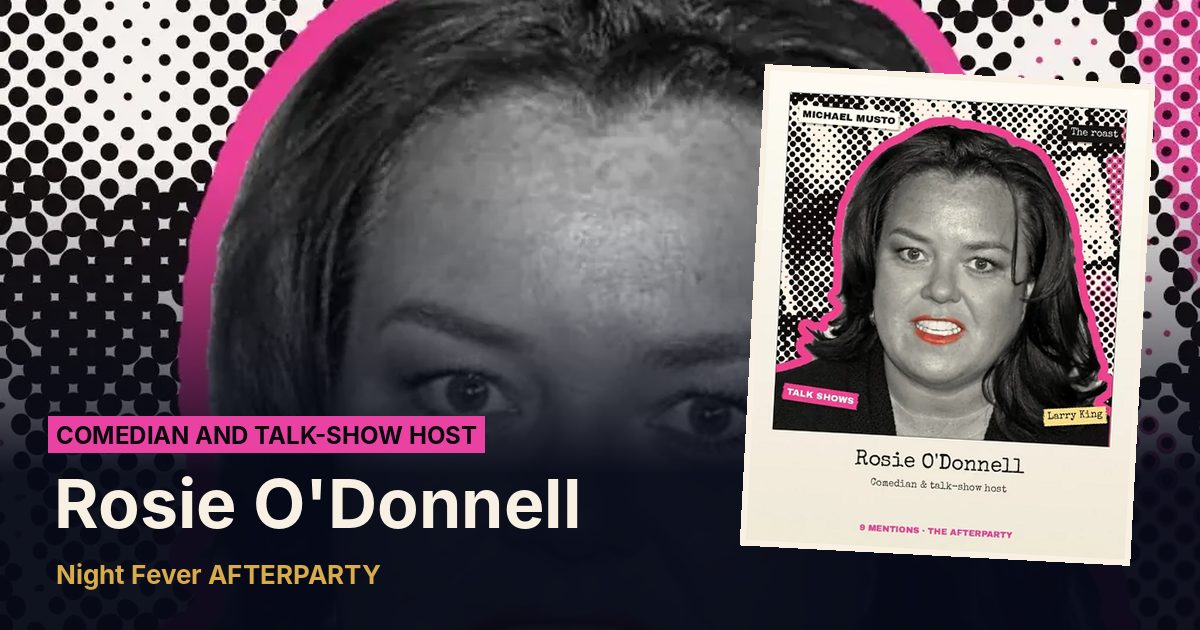 COMEDIAN AND TALK-SHOW HOST
Rosie O'Donnell
Night Fever AFTERPARTY
MICHAEL MUSTO
The roast
TALK SHOWS
Larry King
Rosie O'Donnell
Comedian & talk-show host
9 MENTIONS · THE AFTERPARTY